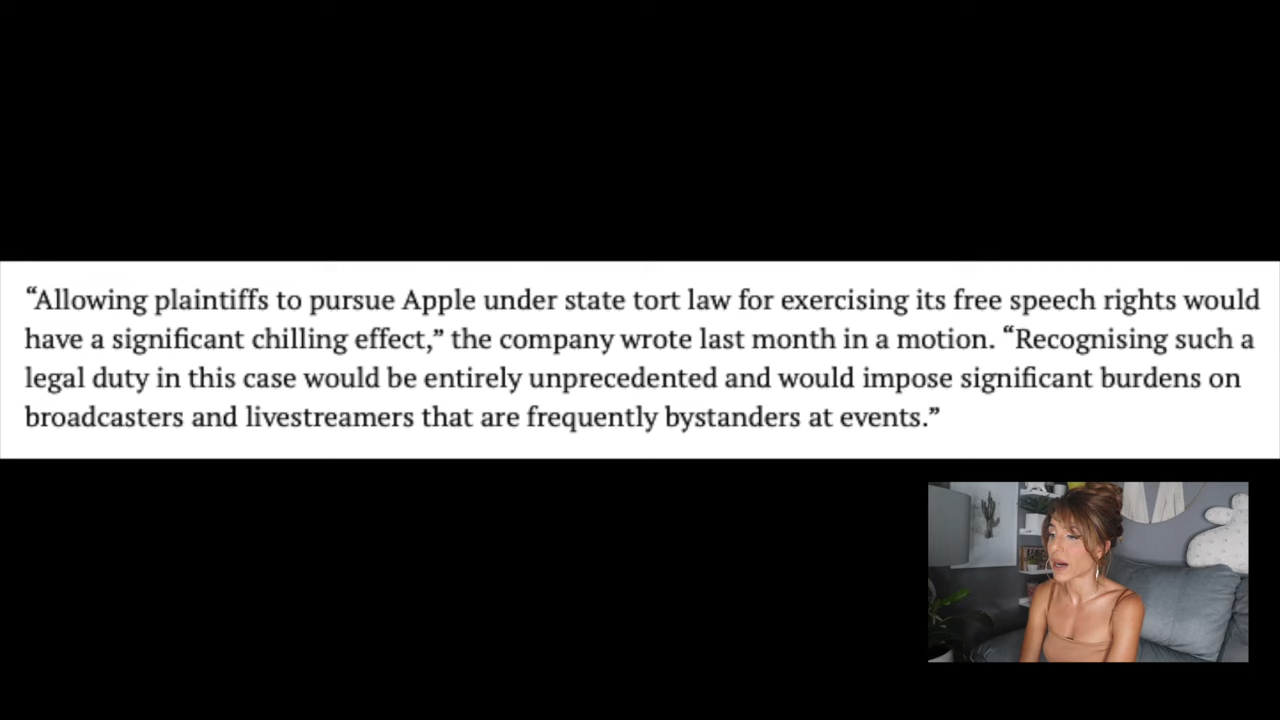 “Allowing plaintiffs to pursue Apple under state tort law for exercising its free speech rights would
have a significant chilling effect,” the company wrote last month in a motion. “Recognising such a
legal duty in this case would be entirely unprecedented and would impose significant burdens on
broadcasters and livestreamers that are frequently bystanders at events.”